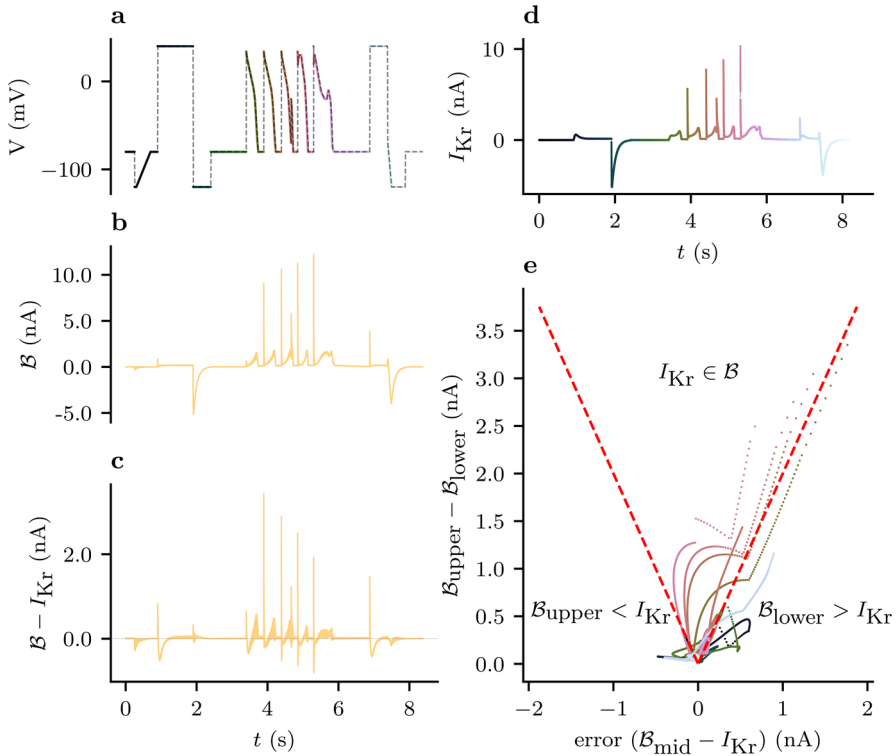 a
V (mV)
0
−100
b
ℬ (nA)
10.0
5.0
0.0
-5.0
c
ℬ − I_Kr (nA)
2.0
0.0
0 2 4 6 8
t (s)
d
I_Kr (nA)
10
0
0 2 4 6 8
t (s)
e
ℬ_upper − ℬ_lower (nA)
3.5
3.0
2.5
2.0
1.5
1.0
0.5
0.0
I_Kr ∈ ℬ
ℬ_upper < I_Kr
ℬ_lower > I_Kr
−2 −1 0 1 2
error (ℬ_mid − I_Kr) (nA)